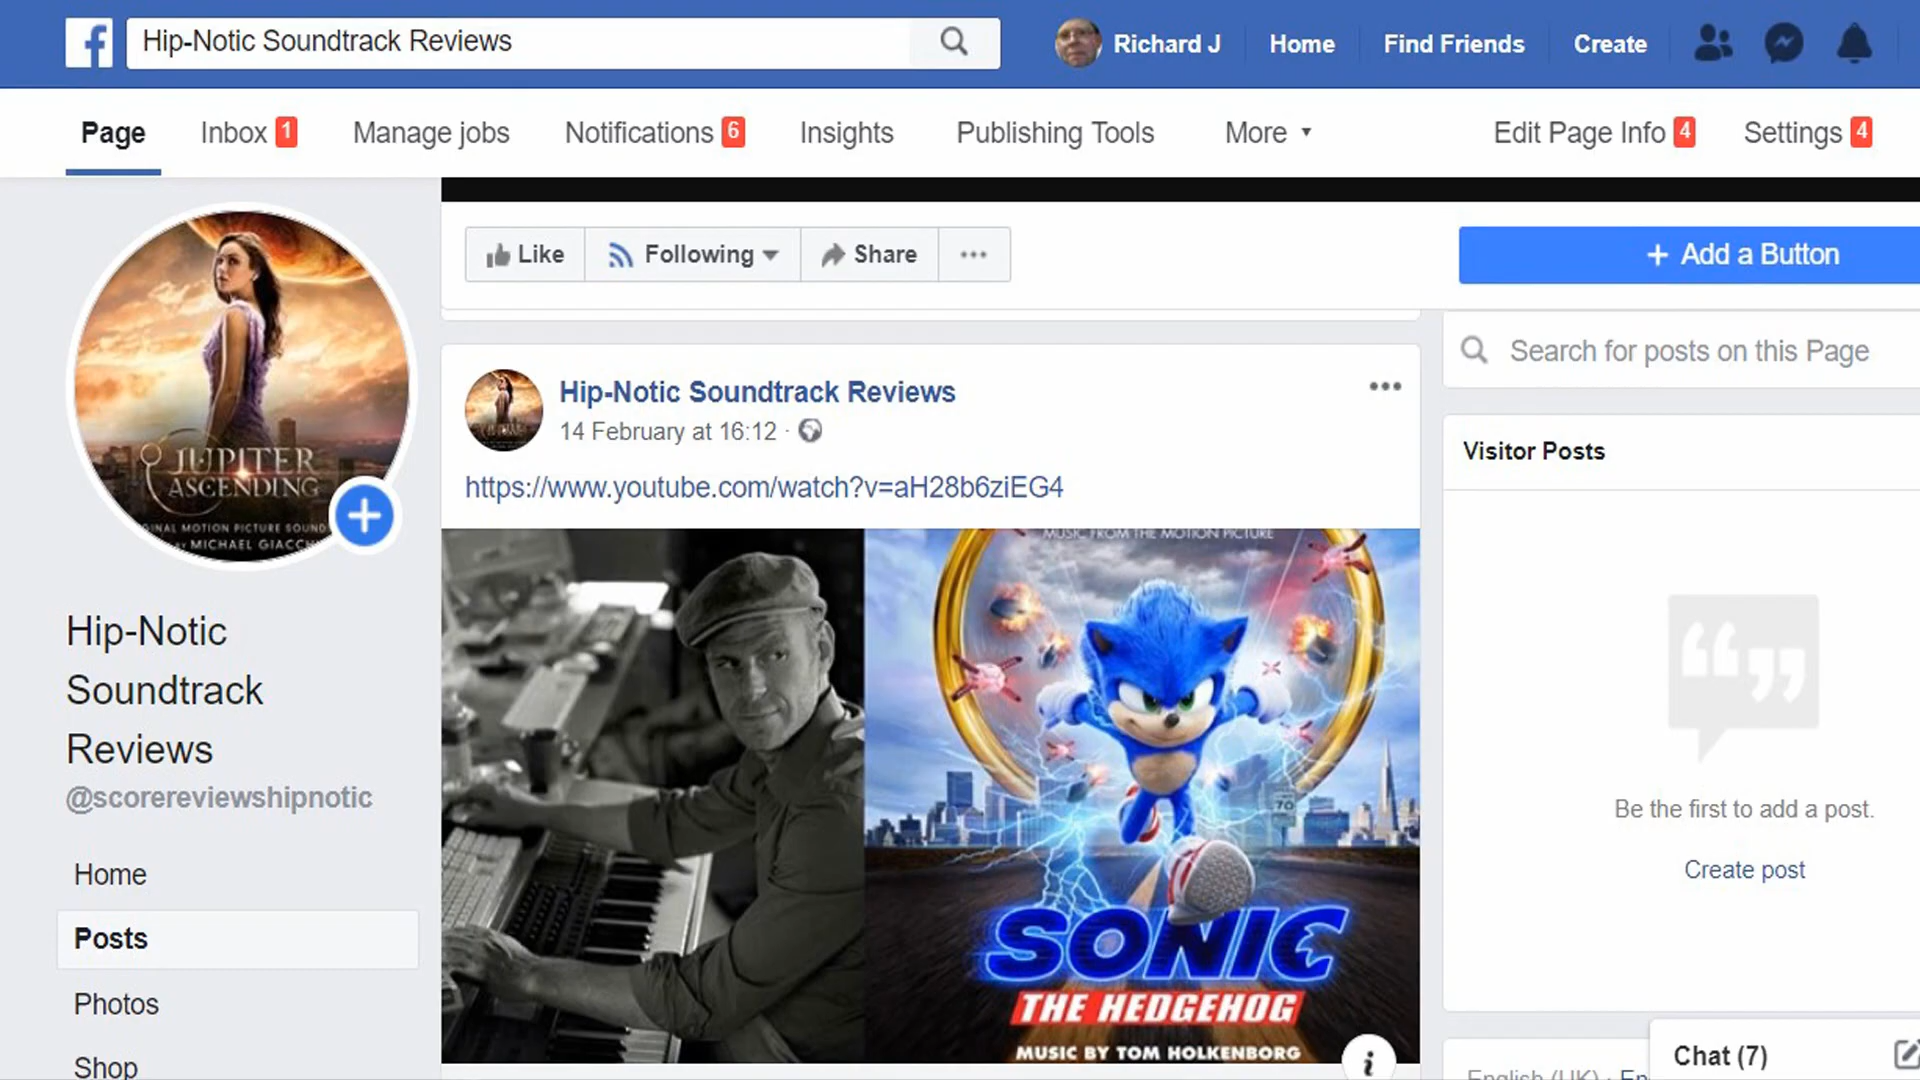 Hip-Notic Soundtrack Reviews
Richard J
Home
Find Friends
Create
Page
Inbox 1
Manage jobs
Notifications 6
Insights
Publishing Tools
More
Edit Page Info 4
Settings 4
Like
Following
Share
+ Add a Button
JUPITER
ASCENDING
MOTION PICTURE
MICHAEL
Hip-Notic
Soundtrack
Reviews
@scorereviewshipnotic
Home
Posts
Photos
Shop
Hip-Notic Soundtrack Reviews
14 February at 16:12 ·
https://www.youtube.com/watch?v=aH28b6ziEG4
MUSIC FROM THE MOTION PICTURE
70
SONIC
THE HEDGEHOG
MUSIC BY TOM HOLKENBORG
i
Search for posts on this Page
Visitor Posts
Be the first to add a post.
Create post
English (UK) ·
Chat (7)